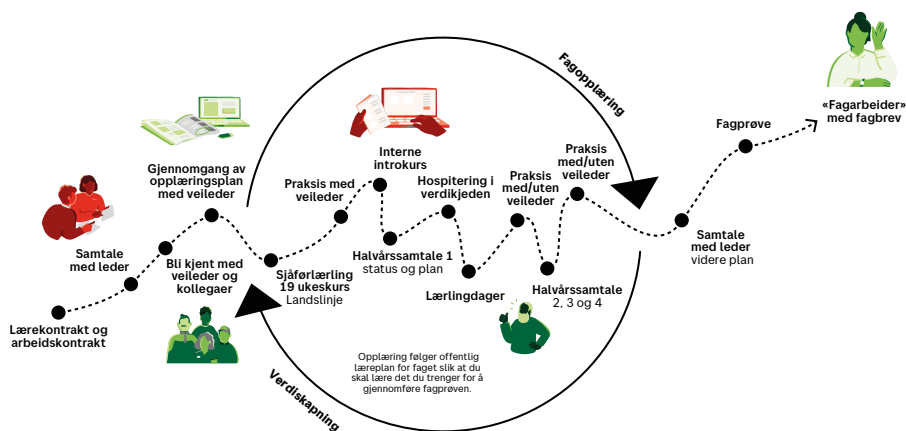 Lærekontrakt og
arbeidskontrakt
Samtale
med leder
Bli kjent med
veileder og
kollegaer
Gjennomgang av
opplæringsplan
med veileder
Sjåførlærling
19 ukeskurs
Landslinje
Praksis med
veileder
Interne
introkurs
Halvårssamtale 1
status og plan
Hospitering i
verdikjeden
Lærlingdager
Praksis
med/uten
veileder
Halvårssamtale
2, 3 og 4
Praksis
med/uten
veileder
Fagopplæring
Verdiskapning
Opplæring følger offentlig
læreplan for faget slik at du
skal lære det du trenger for å
gjennomføre fagprøven.
Samtale
med leder
videre plan
Fagprøve
«Fagarbeider»
med fagbrev